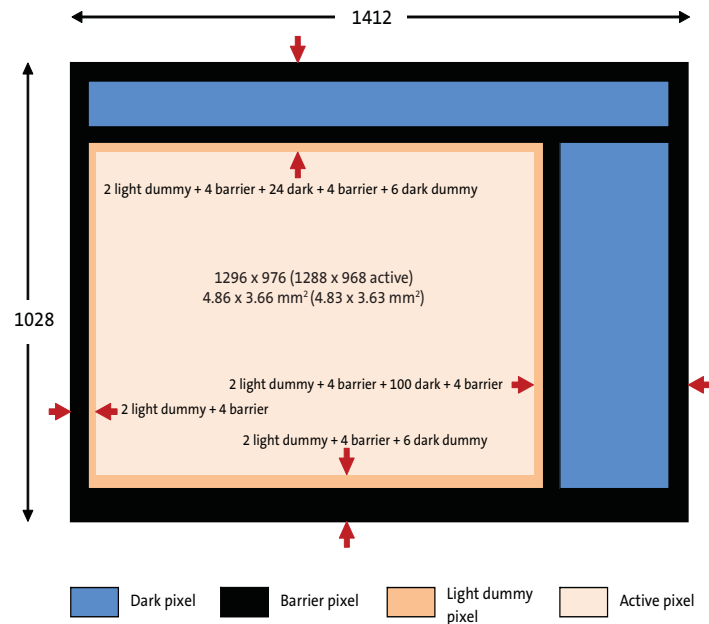 1412
2 light dummy + 4 barrier + 24 dark + 4 barrier + 6 dark dummy
1296 x 976 (1288 x 968 active)
4.86 x 3.66 mm² (4.83 x 3.63 mm²)
1028
2 light dummy + 4 barrier + 100 dark + 4 barrier
2 light dummy + 4 barrier
2 light dummy + 4 barrier + 6 dark dummy
Dark pixel
Barrier pixel
Light dummy
pixel
Active pixel